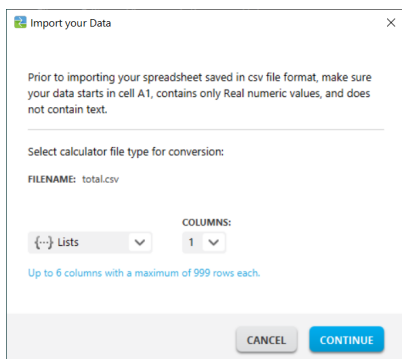 Import your Data
Prior to importing your spreadsheet saved in csv file format, make sure
your data starts in cell A1, contains only Real numeric values, and does
not contain text.
Select calculator file type for conversion:
FILENAME: total.csv
COLUMNS:
{···} Lists 1
Up to 6 columns with a maximum of 999 rows each.
CANCEL CONTINUE